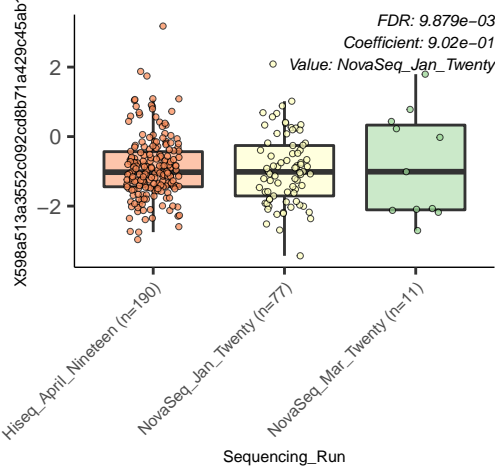 FDR: 9.879e−03
Coefficient: 9.02e−01
Value: NovaSeq_Jan_Twenty
X598a513a3552c092cd8b71a429c45ab
2
0
−2
Hiseq_April_Nineteen (n=190)
NovaSeq_Jan_Twenty (n=77)
NovaSeq_Mar_Twenty (n=11)
Sequencing_Run